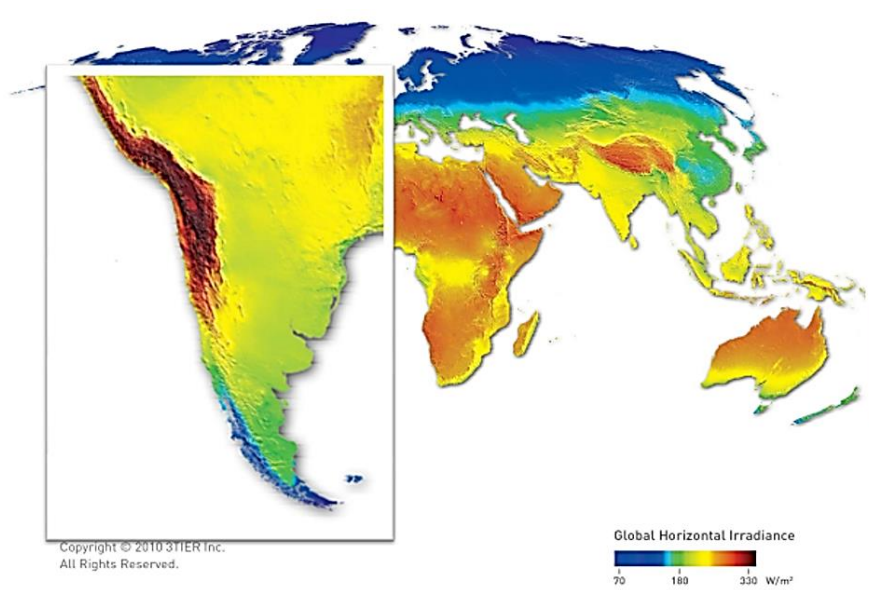 Copyright © 2010 3TIER Inc.
All Rights Reserved.
Global Horizontal Irradiance
70 180 330 W/m²